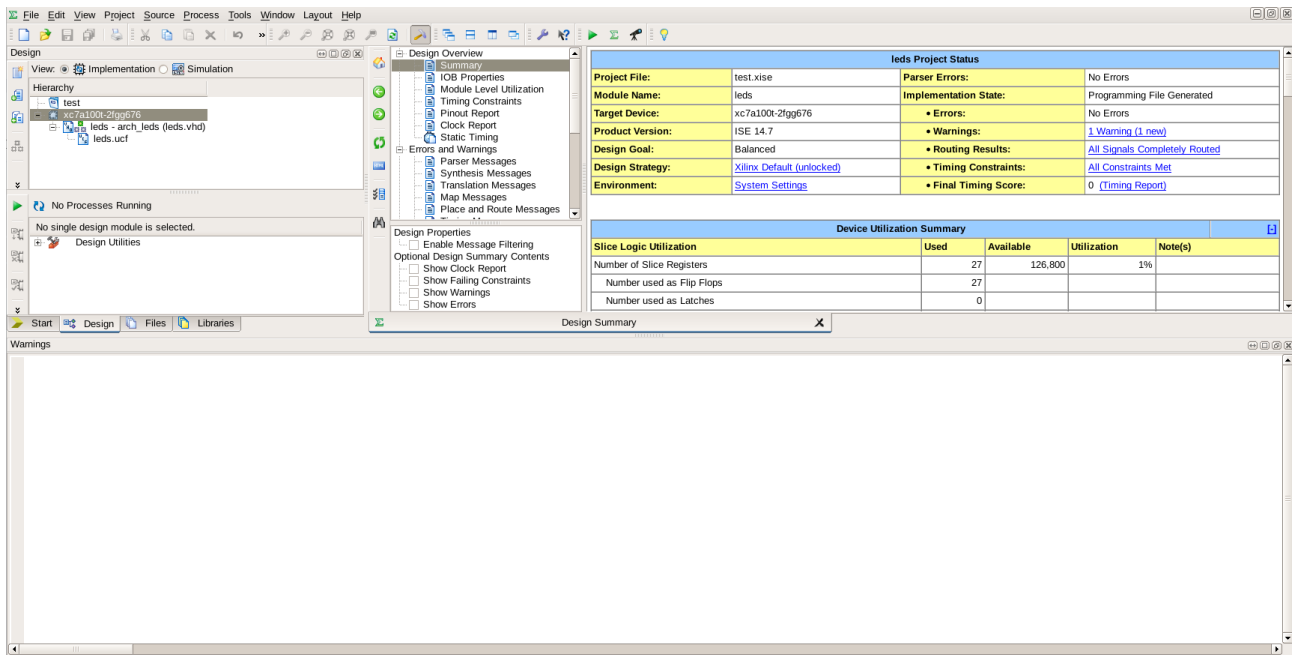 File Edit View Project Source Process Tools Window Layout Help
Design
View: Implementation Simulation
Hierarchy
test
xc7a100t-2fgg676
leds - arch_leds (leds.vhd)
leds.ucf
No Processes Running
No single design module is selected.
Design Utilities
Start Design Files Libraries
Design Overview
Summary
IOB Properties
Module Level Utilization
Timing Constraints
Pinout Report
Clock Report
Static Timing
Errors and Warnings
Parser Messages
Synthesis Messages
Translation Messages
Map Messages
Place and Route Messages
Design Properties
Enable Message Filtering
Optional Design Summary Contents
Show Clock Report
Show Failing Constraints
Show Warnings
Show Errors
leds Project Status
Project File: test.xise Parser Errors: No Errors
Module Name: leds Implementation State: Programming File Generated
Target Device: xc7a100t-2fgg676 • Errors: No Errors
Product Version: ISE 14.7 • Warnings: 1 Warning (1 new)
Design Goal: Balanced • Routing Results: All Signals Completely Routed
Design Strategy: Xilinx Default (unlocked) • Timing Constraints: All Constraints Met
Environment: System Settings • Final Timing Score: 0 (Timing Report)
Device Utilization Summary [-]
Slice Logic Utilization Used Available Utilization Note(s)
Number of Slice Registers 27 126,800 1%
Number used as Flip Flops 27
Number used as Latches 0
Design Summary
Warnings